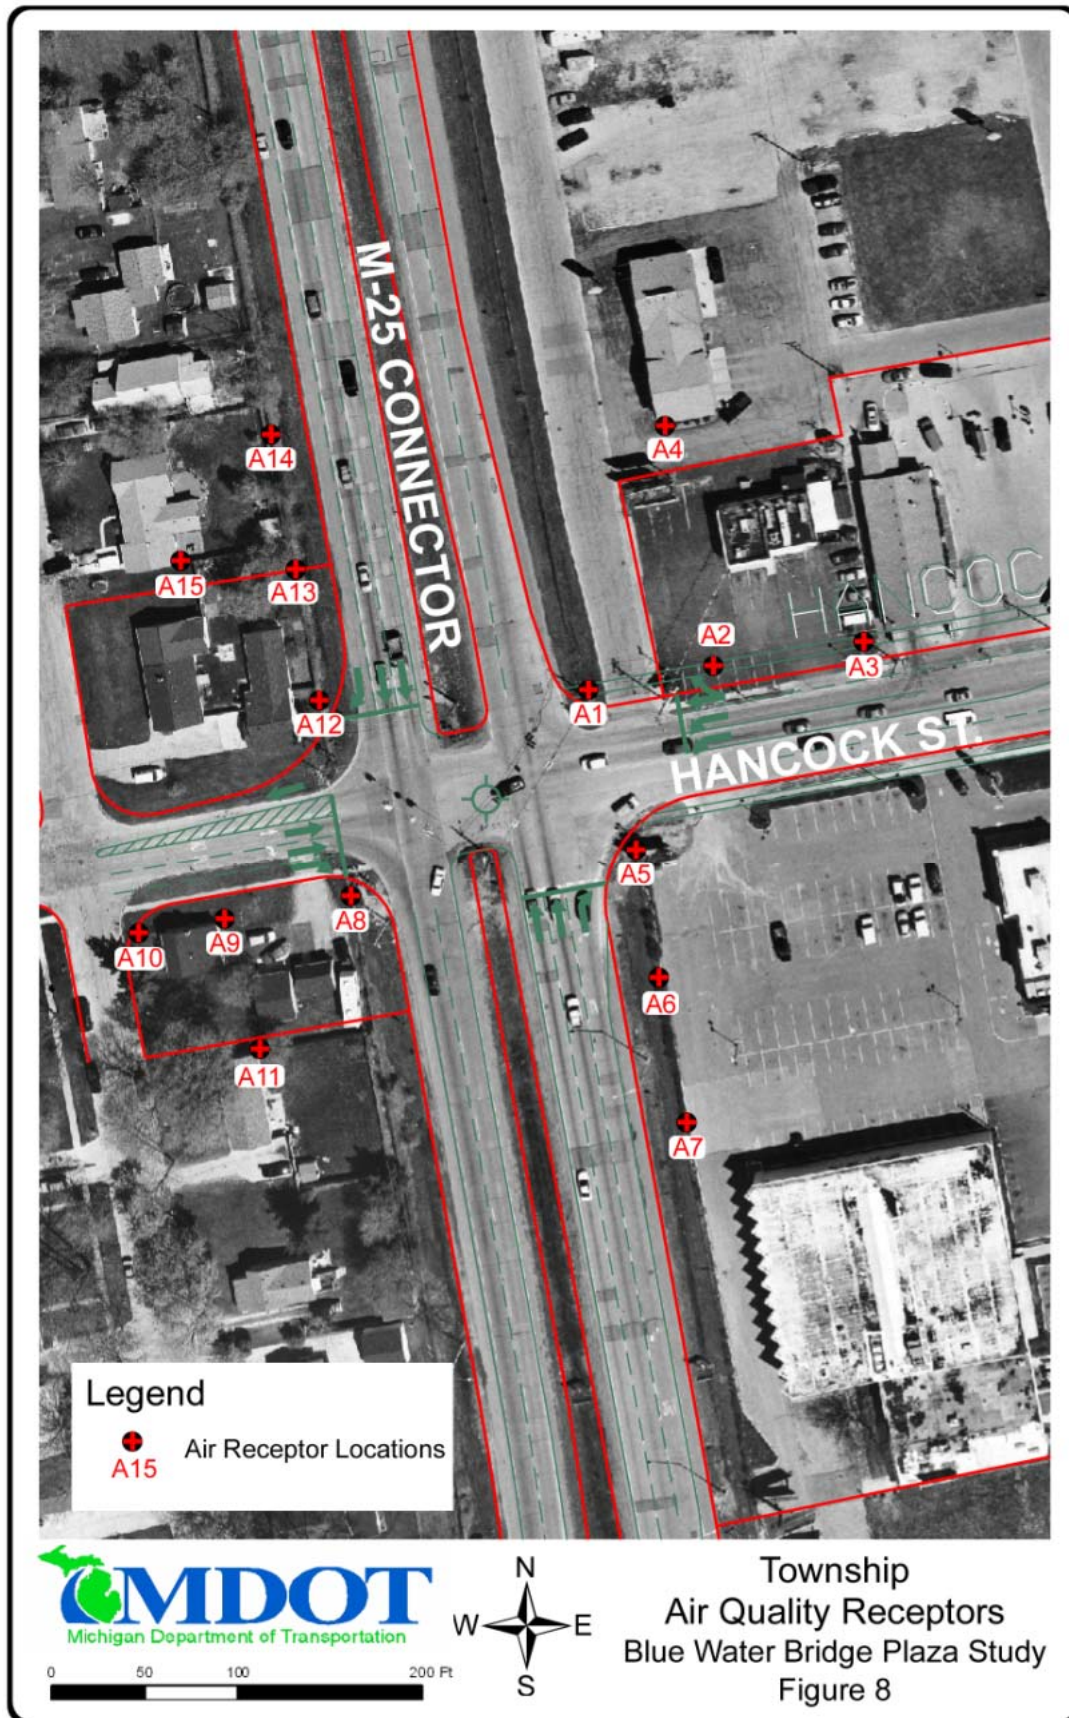 M-25 CONNECTOR
A4
A14
A15
A13
HANCOC
A2
A3
A1
A12
HANCOCK ST.
A5
A8
A9
A10
A6
A11
A7
Legend
Air Receptor Locations
A15
MDOT
Michigan Department of Transportation
0 50 100 200 Ft
N
W E
S
Township
Air Quality Receptors
Blue Water Bridge Plaza Study
Figure 8